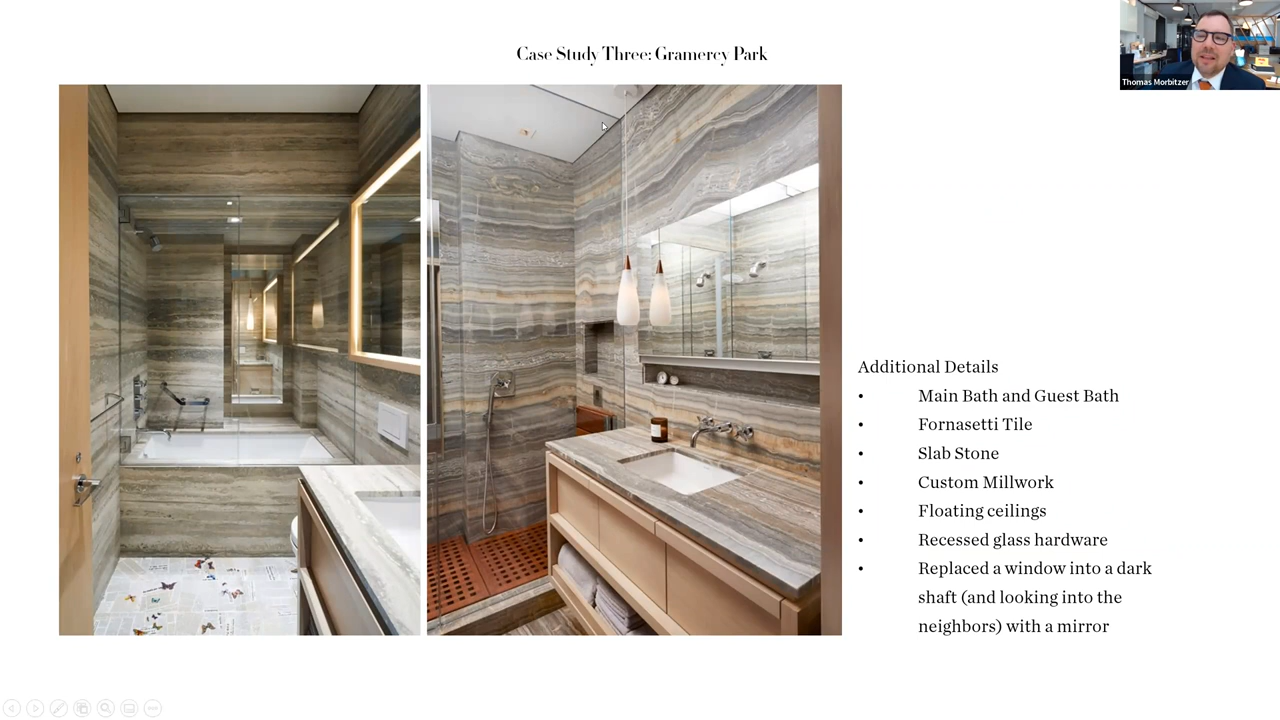 Case Study Three: Gramercy Park
Thomas Morbitzer
Additional Details
• Main Bath and Guest Bath
• Fornasetti Tile
• Slab Stone
• Custom Millwork
• Floating ceilings
• Recessed glass hardware
• Replaced a window into a dark
shaft (and looking into the
neighbors) with a mirror